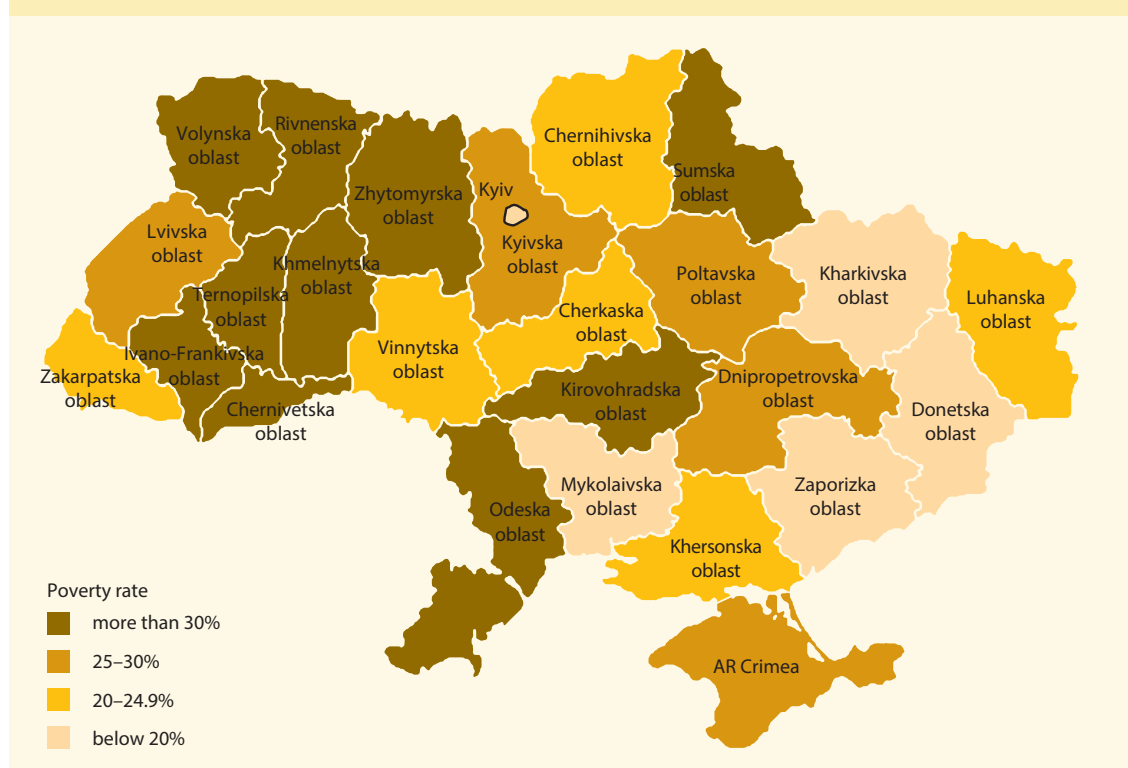 Volynska
oblast
Rivnenska
oblast
Zhytomyrska
oblast
Kyiv
Kyivska
oblast
Chernihivska
oblast
Sumska
oblast
Lvivska
oblast
Ternopilska
oblast
Khmelnytska
oblast
Ivano-Frankivska
oblast
Zakarpatska
oblast
Chernivetska
oblast
Vinnytska
oblast
Cherkaska
oblast
Poltavska
oblast
Kharkivska
oblast
Luhanska
oblast
Kirovohradska
oblast
Dnipropetrovska
oblast
Donetska
oblast
Odeska
oblast
Mykolaivska
oblast
Zaporizka
oblast
Khersonska
oblast
AR Crimea
Poverty rate
more than 30%
25–30%
20–24.9%
below 20%